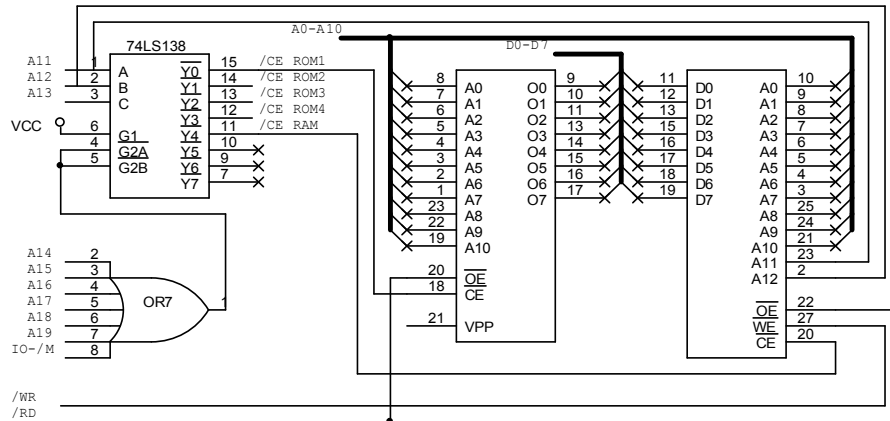 A0-A10
D0-D7
74LS138
A11 1 A Y0 15 /CE ROM1
A12 2 B Y1 14 /CE ROM2
A13 3 C Y2 13 /CE ROM3
Y3 12 /CE ROM4
VCC 6 G1 Y4 11 /CE RAM
4 G2A Y5 10
5 G2B Y6 9
Y7 7
8 A0 O0 9
7 A1 O1 10
6 A2 O2 11
5 A3 O3 13
4 A4 O4 14
3 A5 O5 15
2 A6 O6 16
1 A7 O7 17
23 A8
22 A9
19 A10
20 OE
18 CE
21 VPP
11 D0 A0 10
12 D1 A1 9
13 D2 A2 8
15 D3 A3 7
16 D4 A4 6
17 D5 A5 5
18 D6 A6 4
19 D7 A7 3
A8 25
A9 24
A10 21
A11 23
A12 2
OE 22
WE 27
CE 20
A14 2
A15 3
A16 4
A17 5 OR7 1
A18 6
A19 7
IO-/M 8
/WR
/RD